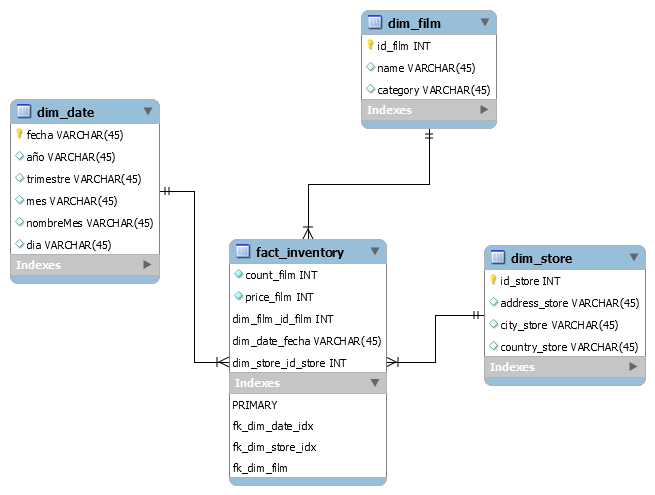 dim_film
id_film INT
name VARCHAR(45)
category VARCHAR(45)
Indexes
dim_date
fecha VARCHAR(45)
año VARCHAR(45)
trimestre VARCHAR(45)
mes VARCHAR(45)
nombreMes VARCHAR(45)
dia VARCHAR(45)
Indexes
fact_inventory
count_film INT
price_film INT
dim_film_id_film INT
dim_date_fecha VARCHAR(45)
dim_store_id_store INT
Indexes
PRIMARY
fk_dim_date_idx
fk_dim_store_idx
fk_dim_film
dim_store
id_store INT
address_store VARCHAR(45)
city_store VARCHAR(45)
country_store VARCHAR(45)
Indexes